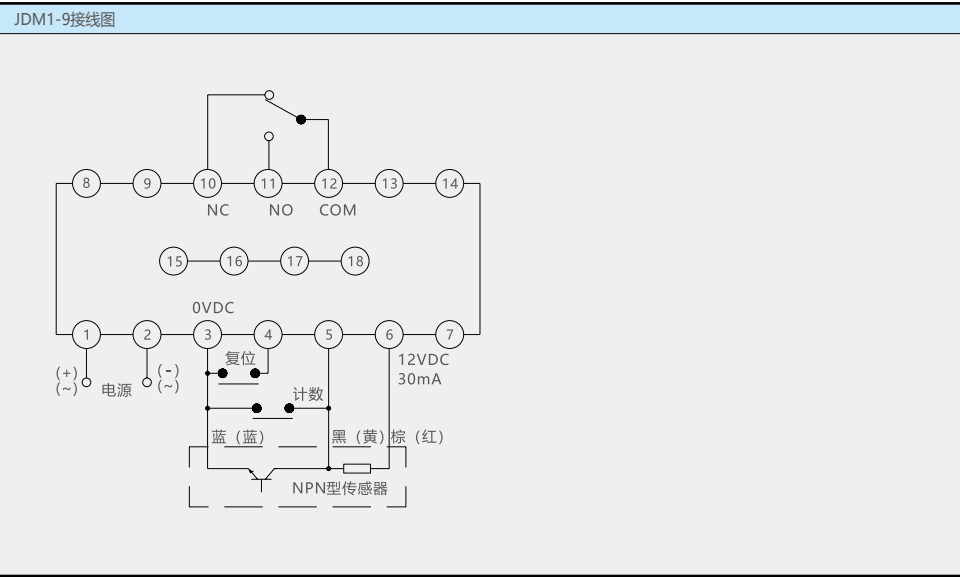 JDM1-9接线图
8 9 10 11 12 13 14
NC NO COM
15 16 17 18
0VDC
1 2 3 4 5 6 7
复位 12VDC
(+) 电源 (-)
(~) (~)
30mA
计数
蓝（蓝） 黑（黄） 棕（红）
NPN型传感器